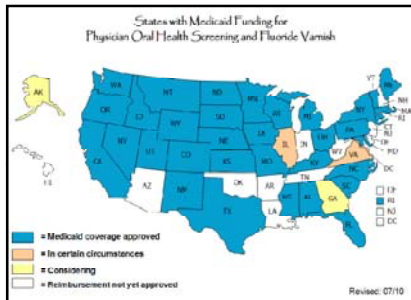 States with Medicaid Funding for
Physician Oral Health Screening and Fluoride Varnish
AK
WA
MT
ND
MN
VT
ME
NH
MA
RI
CT
NJ
DE
MD
DC
OR
ID
WY
SD
WI
MI
NY
PA
NV
UT
CO
NE
IA
IL
IN
OH
WV
VA
CA
KS
MO
KY
NC
TN
AZ
NM
OK
AR
SC
TX
LA
MS
AL
GA
FL
RI
NJ
DC
= Medicaid coverage approved
= In certain circumstances
= Considering
= Reimbursement not yet approved
Revised: 07/10